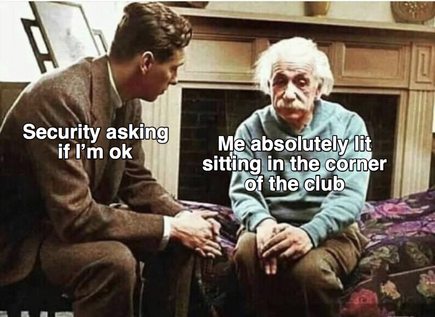 Security asking
if I'm ok
Me absolutely lit
sitting in the corner
of the club